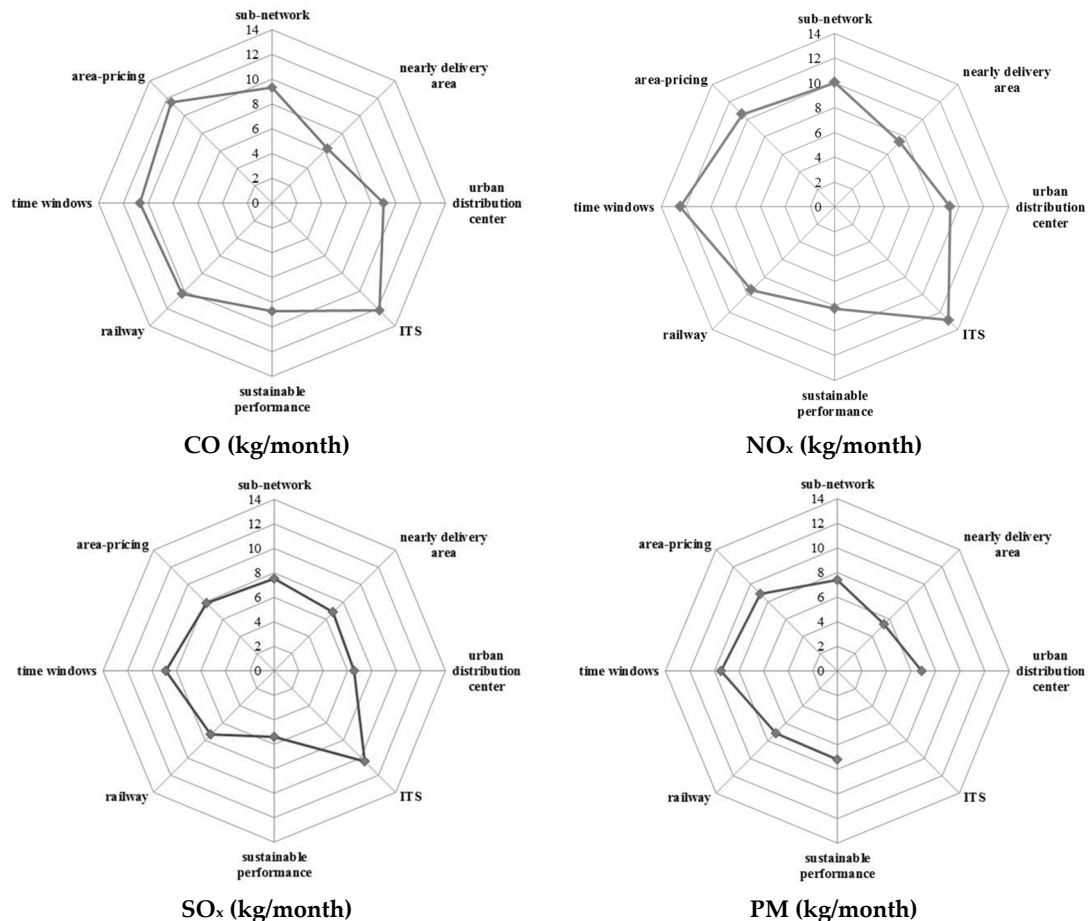 sub-network
14
12
10
8
6
4
2
0
nearly delivery
area
urban
distribution
center
ITS
sustainable
performance
railway
time windows
area-pricing
CO (kg/month)
sub-network
14
12
10
8
6
4
2
0
nearly delivery
area
urban
distribution
center
ITS
sustainable
performance
railway
time windows
area-pricing
NOx (kg/month)
sub-network
14
12
10
8
6
4
2
0
nearly delivery
area
urban
distribution
center
ITS
sustainable
performance
railway
time windows
area-pricing
SOx (kg/month)
sub-network
14
12
10
8
6
4
2
0
nearly delivery
area
urban
distribution
center
ITS
sustainable
performance
railway
time windows
area-pricing
PM (kg/month)